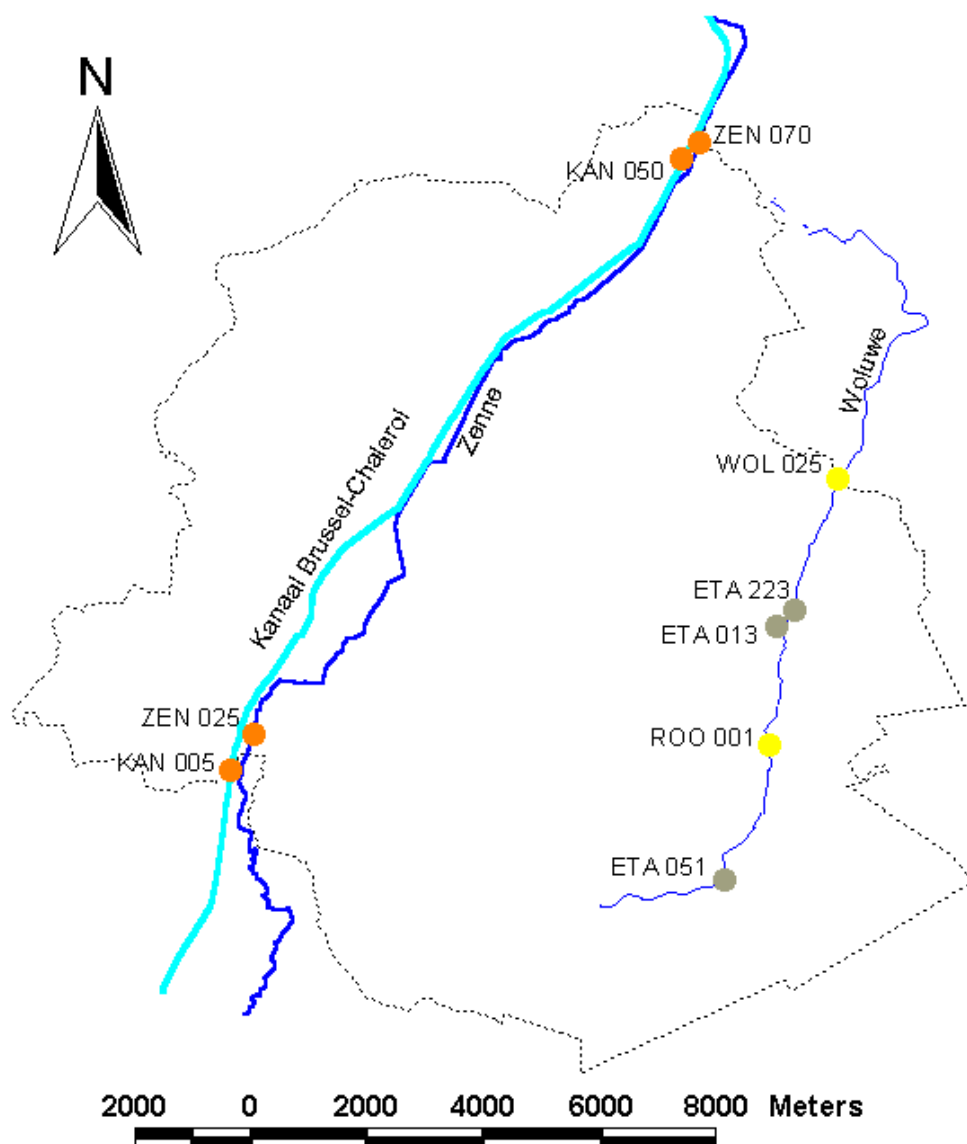 N
ZEN 070
KAN 050
Woluwe
Zenne
Kanaal Brussel-Chalerol
WOL 025
ETA 223
ETA 013
ZEN 025
ROO 001
KAN 005
ETA 051
2000 0 2000 4000 6000 8000 Meters